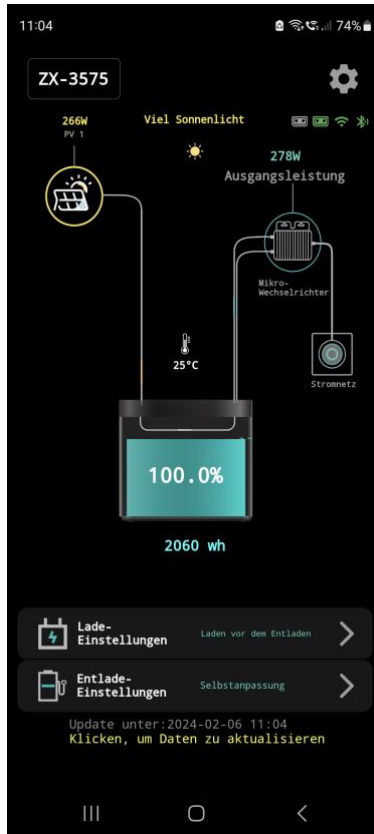 11:04
74%
ZX-3575
266W
PV 1
Viel Sonnenlicht
278W
Ausgangsleistung
Mikro-
Wechselrichter
25°C
Stromnetz
100.0%
2060 wh
Lade-
Einstellungen
Laden vor dem Entladen
Entlade-
Einstellungen
Selbstanpassung
Update unter:2024-02-06 11:04
Klicken, um Daten zu aktualisieren